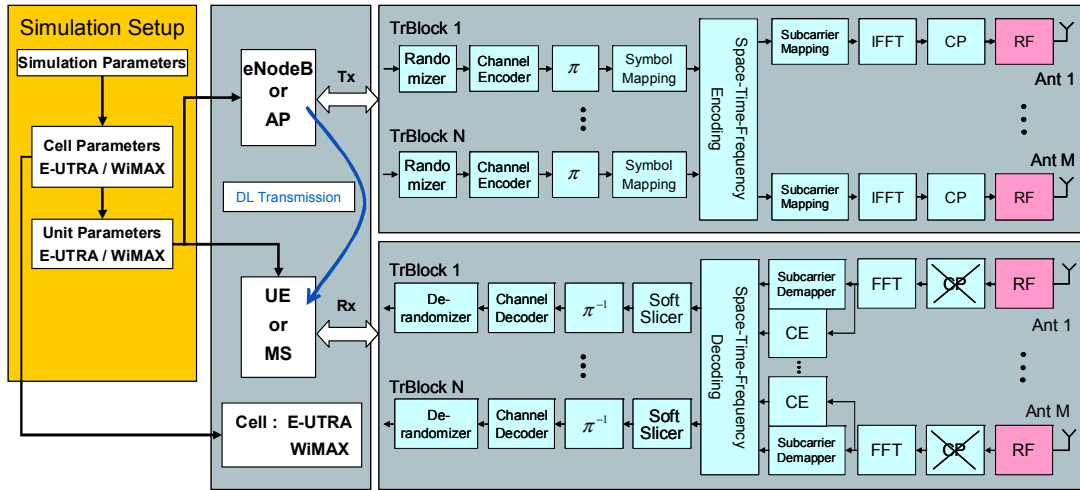 Simulation Setup
Simulation Parameters
Cell Parameters
E-UTRA / WiMAX
Unit Parameters
E-UTRA / WiMAX
eNodeB
or
AP
DL Transmission
UE
or
MS
Cell : E-UTRA
WiMAX
Tx
Rx
TrBlock 1
Rando
mizer
Channel
Encoder
π
Symbol
Mapping
TrBlock N
Rando
mizer
Channel
Encoder
π
Symbol
Mapping
Space-Time-Frequency
Encoding
Subcarrier
Mapping
IFFT
CP
RF
Ant 1
Ant M
Subcarrier
Mapping
IFFT
CP
RF
TrBlock 1
De-
randomizer
Channel
Decoder
π⁻¹
Soft
Slicer
TrBlock N
De-
randomizer
Channel
Decoder
π⁻¹
Soft
Slicer
Space-Time-Frequency
Decoding
Subcarrier
Demapper
FFT
CP
RF
CE
Ant 1
CE
Ant M
Subcarrier
Demapper
FFT
CP
RF